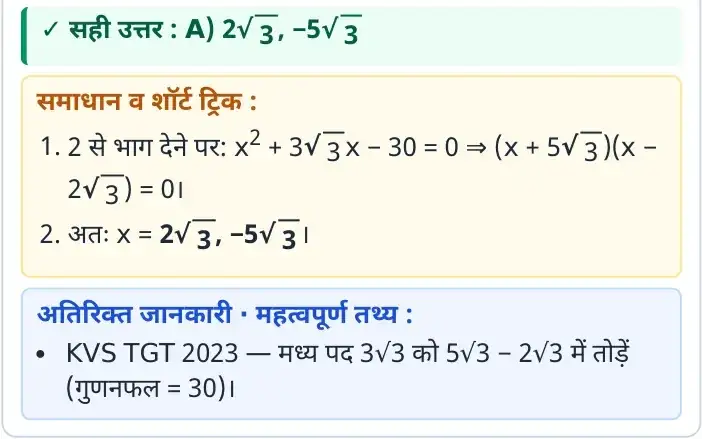 ✓ सही उत्तर : A) 2√3, −5√3
समाधान व शॉर्ट ट्रिक :
1. 2 से भाग देने पर: x² + 3√3x − 30 = 0 ⇒ (x + 5√3)(x −
2√3) = 0।
2. अतः x = 2√3, −5√3।
अतिरिक्त जानकारी · महत्वपूर्ण तथ्य :
• KVS TGT 2023 — मध्य पद 3√3 को 5√3 − 2√3 में तोड़ें
(गुणनफल = 30)।